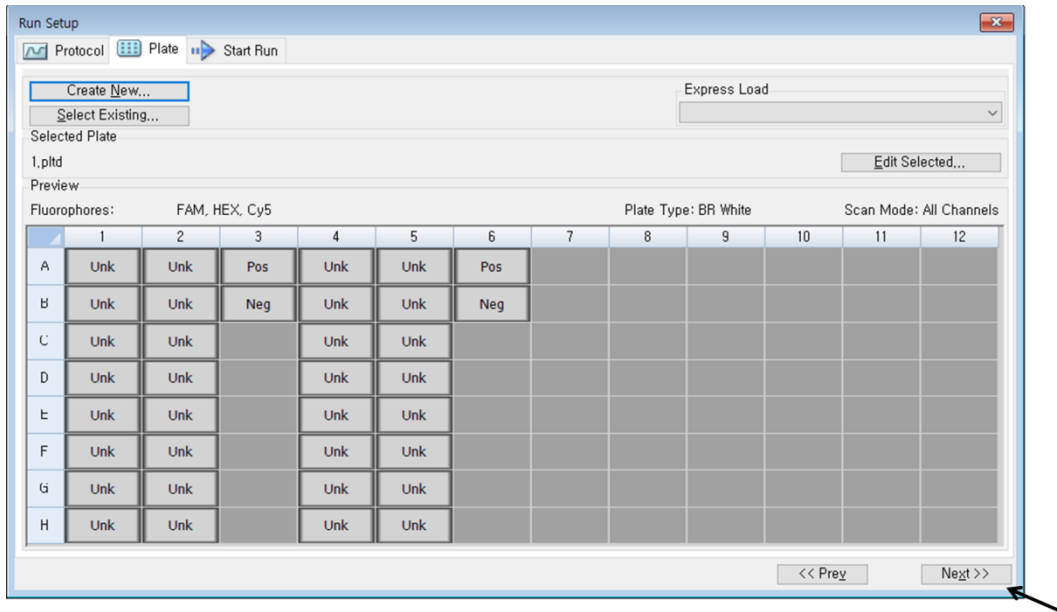 Run Setup
Protocol Plate Start Run
Create New... Express Load
Select Existing...
Selected Plate
1.pltd Edit Selected...
Preview
Fluorophores: FAM, HEX, Cy5 Plate Type: BR White Scan Mode: All Channels
1 2 3 4 5 6 7 8 9 10 11 12
A Unk Unk Pos Unk Unk Pos
B Unk Unk Neg Unk Unk Neg
C Unk Unk Unk Unk
D Unk Unk Unk Unk
E Unk Unk Unk Unk
F Unk Unk Unk Unk
G Unk Unk Unk Unk
H Unk Unk Unk Unk
<< Prev Next >>